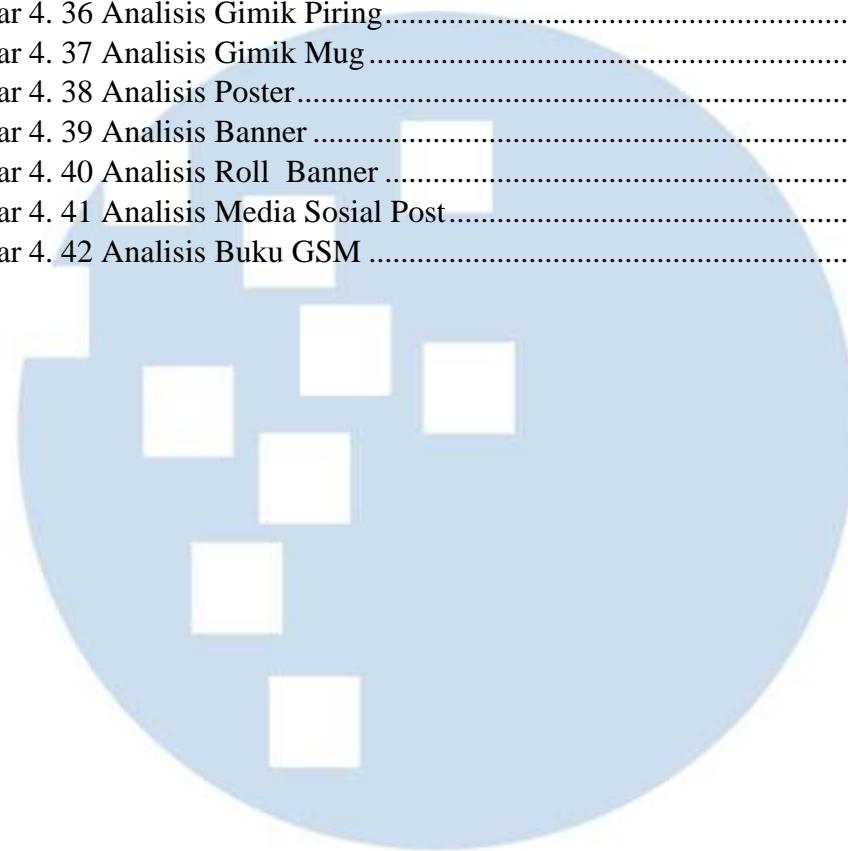 ar 4. 36 Analisis Gimik Piring................................................................
ar 4. 37 Analisis Gimik Mug..................................................................
ar 4. 38 Analisis Poster............................................................................
ar 4. 39 Analisis Banner .........................................................................
ar 4. 40 Analisis Roll  Banner ................................................................
ar 4. 41 Analisis Media Sosial Post........................................................
ar 4. 42 Analisis Buku GSM ..................................................................